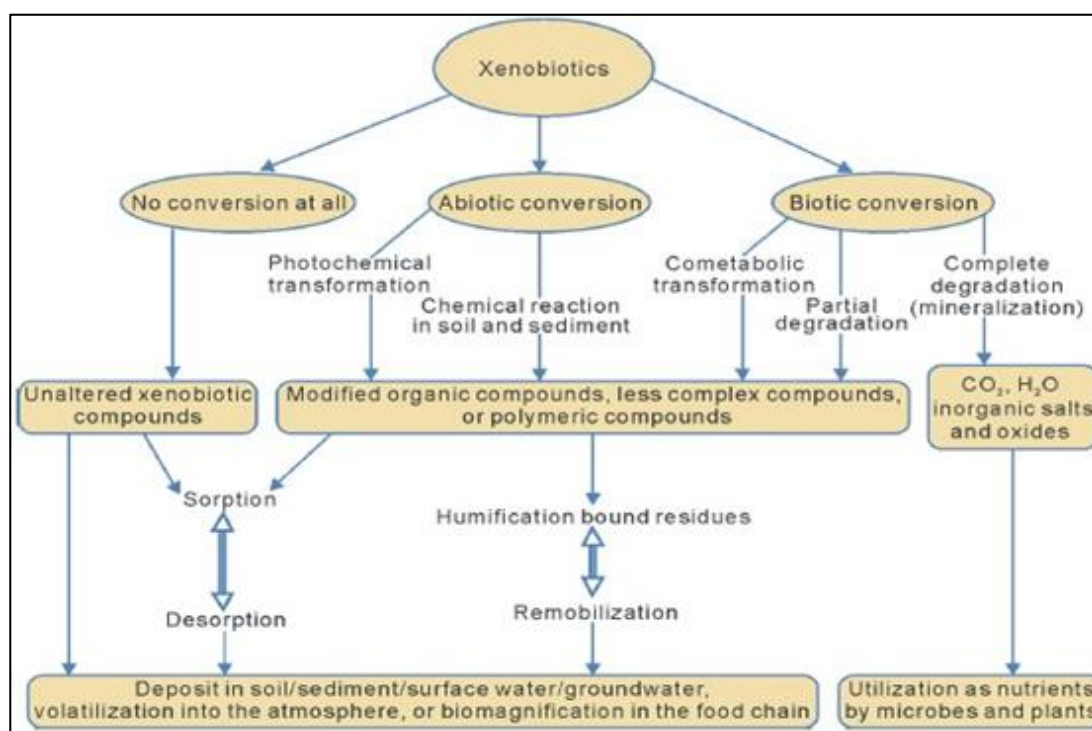 Xenobiotics
No conversion at all
Abiotic conversion
Biotic conversion
Photochemical
transformation
Chemical reaction
in soil and sediment
Cometabolic
transformation
Partial
degradation
Complete
degradation
(mineralization)
Unaltered xenobiotic
compounds
Modified organic compounds, less complex compounds,
or polymeric compounds
CO₂, H₂O
inorganic salts
and oxides
Sorption
Humification bound residues
Desorption
Remobilization
Deposit in soil/sediment/surface water/groundwater,
volatilization into the atmosphere, or biomagnification in the food chain
Utilization as nutrients
by microbes and plants